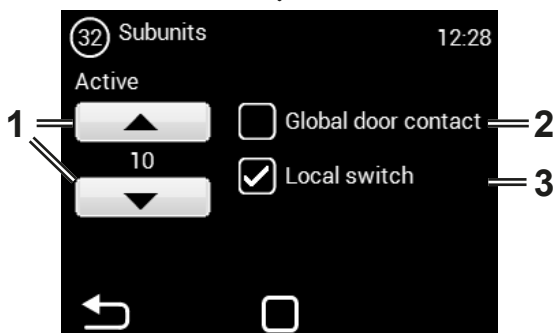 32 Subunits 12:28
Active
1
Global door contact 2
10
Local switch 3